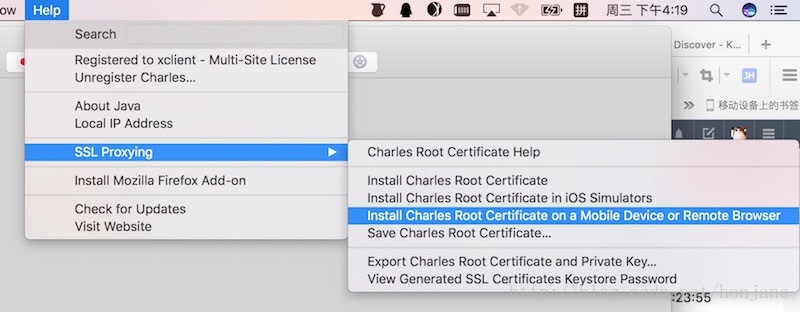 ow Help 拼 周三 下午4:19
Search
Discover - K...
Registered to xclient - Multi-Site License
Unregister Charles...
JH
About Java
移动设备上的书签
Local IP Address
SSL Proxying
Charles Root Certificate Help
Install Mozilla Firefox Add-on
Install Charles Root Certificate
Install Charles Root Certificate in iOS Simulators
Check for Updates
Install Charles Root Certificate on a Mobile Device or Remote Browser
Visit Website
Save Charles Root Certificate...
Export Charles Root Certificate and Private Key...
View Generated SSL Certificates Keystore Password
http://blog.csdn.net/honjane
:23:55